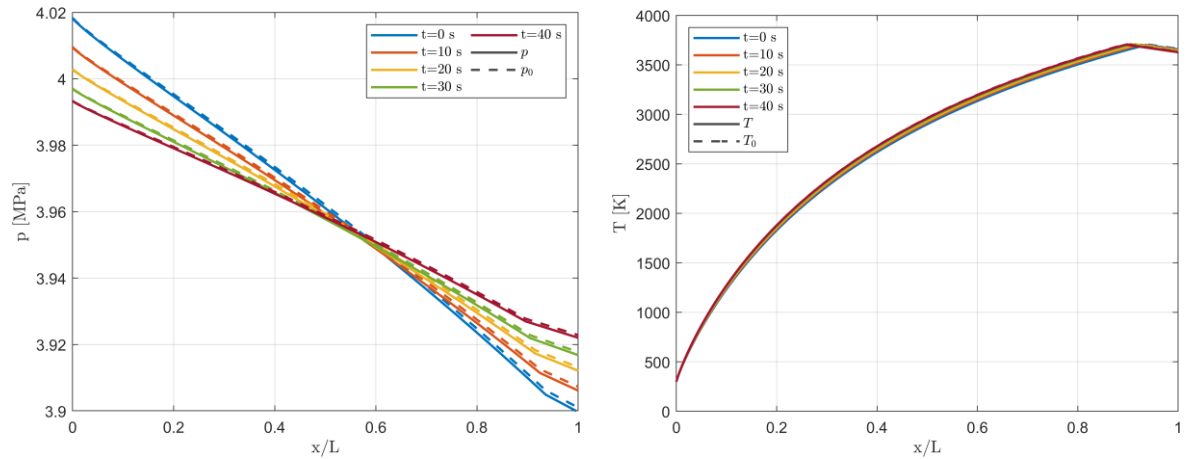 4.02
4
3.98
3.96
3.94
3.92
3.9
p [MPa]
0 0.2 0.4 0.6 0.8 1
x/L
t=0 s t=40 s
t=10 s p
t=20 s p₀
t=30 s
4000
3500
3000
2500
2000
1500
1000
500
0
T [K]
0 0.2 0.4 0.6 0.8 1
x/L
t=0 s
t=10 s
t=20 s
t=30 s
t=40 s
T
T₀